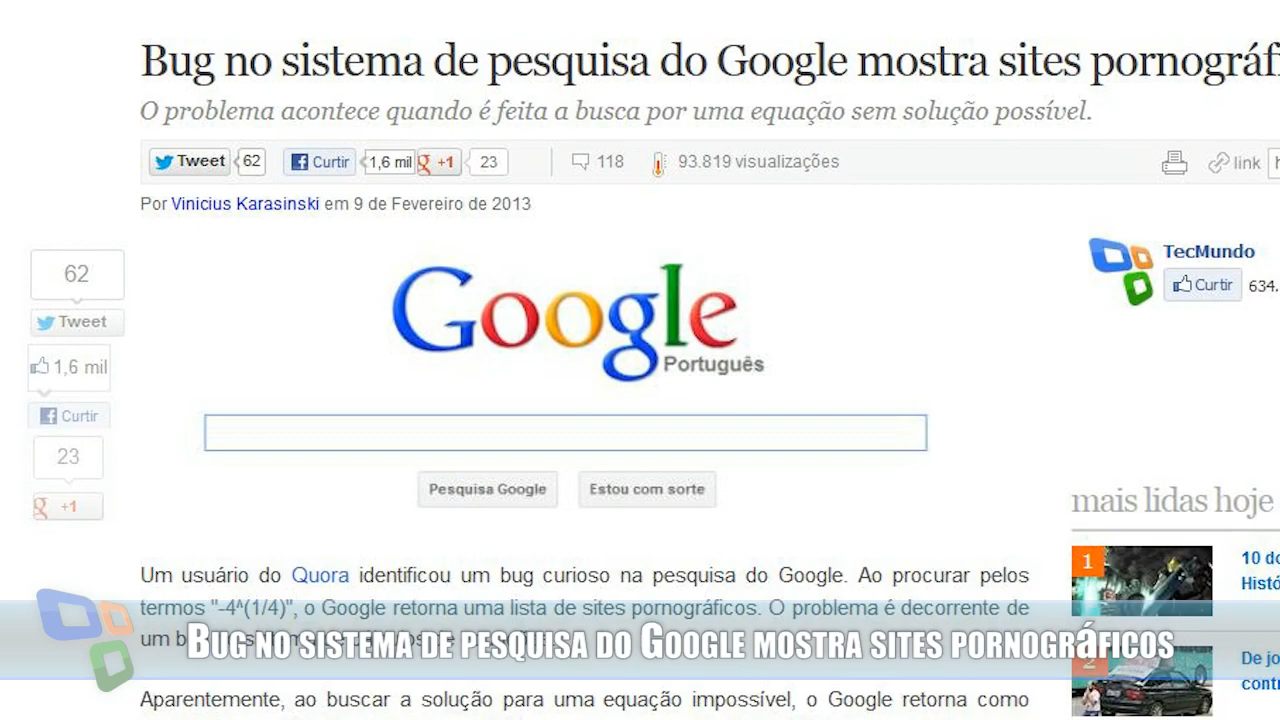 Bug no sistema de pesquisa do Google mostra sites pornográfi
O problema acontece quando é feita a busca por uma equação sem solução possível.
Tweet 62 Curtir 1,6 mil +1 23 118 93.819 visualizações link
Por Vinicius Karasinski em 9 de Fevereiro de 2013
62
Tweet
1,6 mil
Curtir
23
+1
Google
Português
Pesquisa Google Estou com sorte
TecMundo
Curtir 634.
mais lidas hoje
1
10 do
Histó
2
De jo
contr
Um usuário do Quora identificou um bug curioso na pesquisa do Google. Ao procurar pelos
termos "-4^(1/4)", o Google retorna uma lista de sites pornográficos. O problema é decorrente de
um b
Bug no sistema de pesquisa do Google mostra sites pornográficos
Aparentemente, ao buscar a solução para uma equação impossível, o Google retorna como